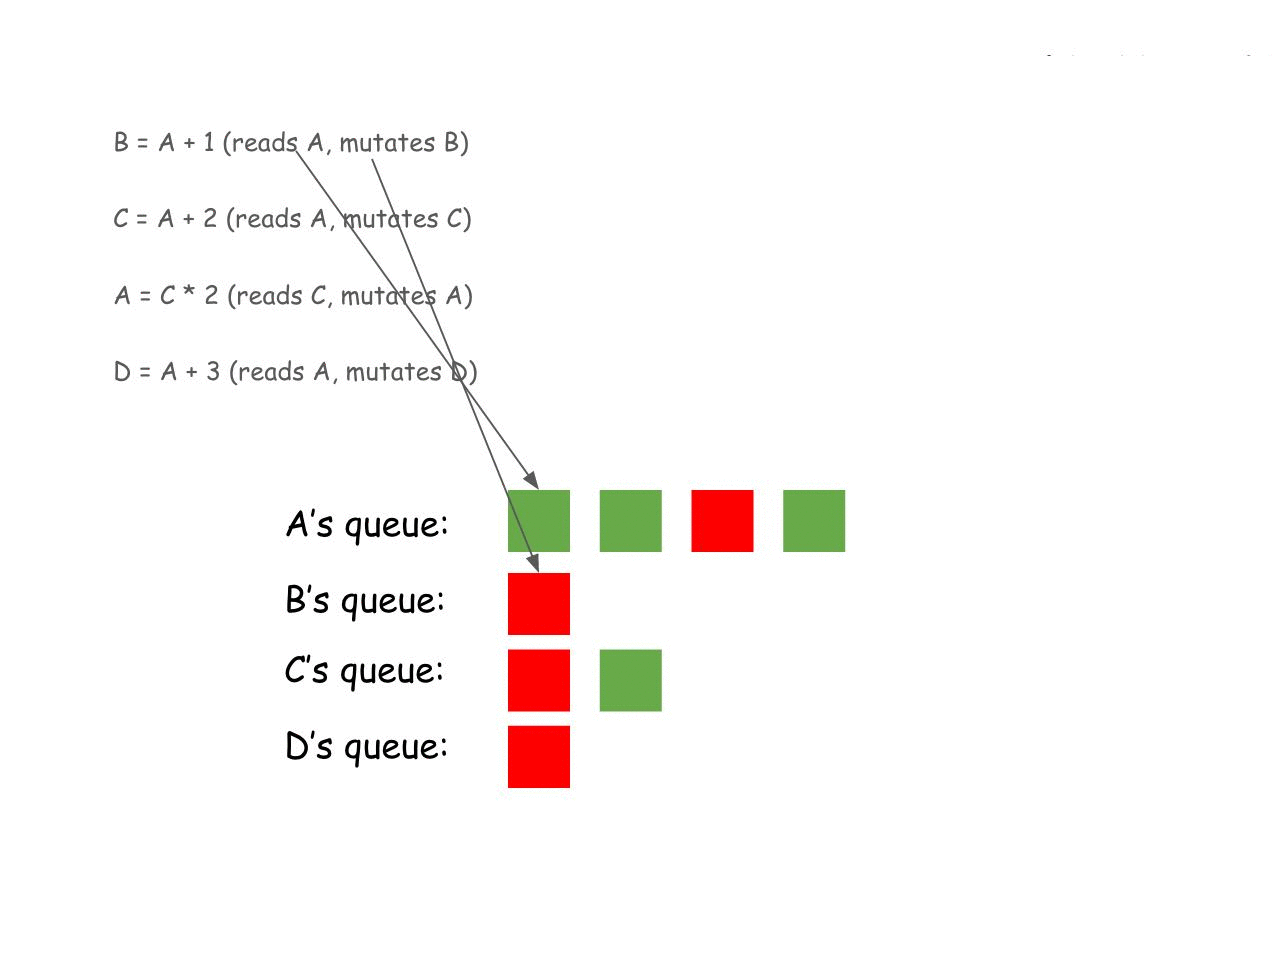 B = A + 1 (reads A, mutates B)
C = A + 2 (reads A, mutates C)
A = C * 2 (reads C, mutates A)
D = A + 3 (reads A, mutates D)
A’s queue:
B’s queue:
C’s queue:
D’s queue: